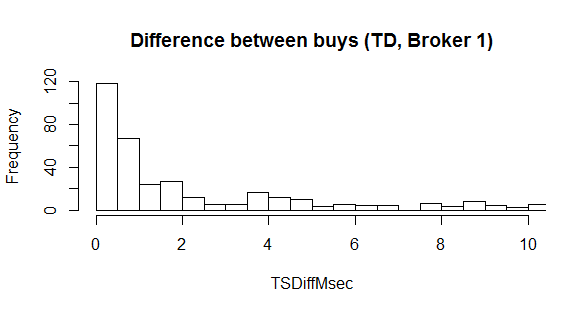 Difference between buys (TD, Broker 1)
Frequency
120
80
40
0
0 2 4 6 8 10
TSDiffMsec